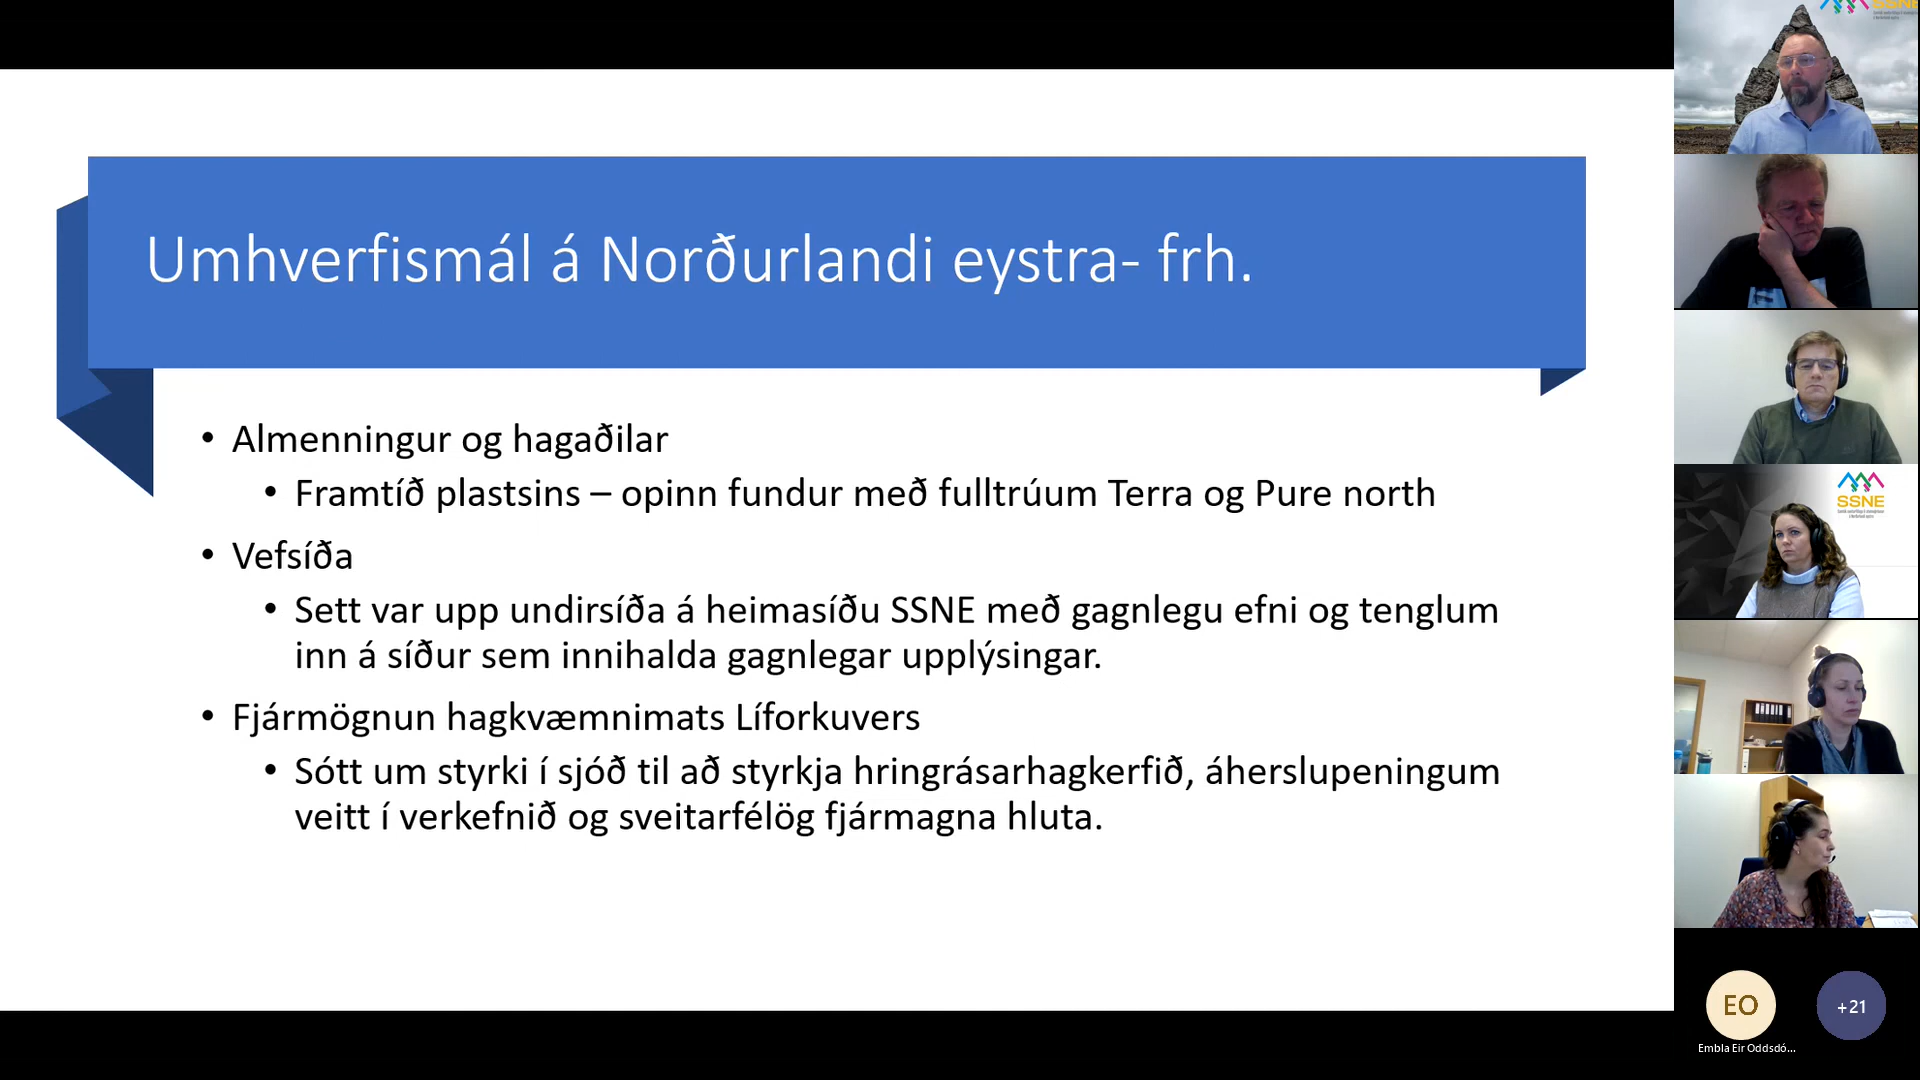 Umhverfismál á Norðurlandi eystra- frh.
• Almenningur og hagaðilar
• Framtíð plastsins – opinn fundur með fulltrúum Terra og Pure north
• Vefsíða
• Sett var upp undirsíða á heimasíðu SSNE með gagnlegu efni og tenglum
inn á síður sem innihalda gagnlegar upplýsingar.
• Fjármögnun hagkvæmnimats Líforkuvers
• Sótt um styrki í sjóð til að styrkja hringrásarhagkerfið, áherslupeningum
veitt í verkefnið og sveitarfélög fjármagna hluta.
SSNE
SSNE
EO
+21
Embla Eir Oddsdó...